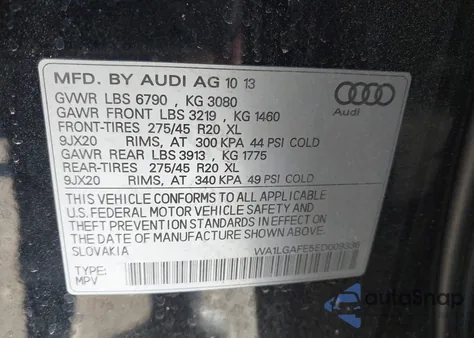 MFD. BY AUDI AG 10 13
GVWR LBS 6790 , KG 3080
GAWR FRONT LBS 3219 , KG 1460
FRONT-TIRES 275/45 R20 XL
9JX20 RIMS, AT 300 KPA 44 PSI COLD
GAWR REAR LBS 3913 , KG 1775
REAR-TIRES 275/45 R20 XL
9JX20 RIMS, AT 340 KPA 49 PSI COLD
Audi
THIS VEHICLE CONFORMS TO ALL APPLICABLE
U.S. FEDERAL MOTOR VEHICLE SAFETY AND
THEFT PREVENTION STANDARDS IN EFFECT ON
THE DATE OF MANUFACTURE SHOWN ABOVE.
SLOVAKIA
WA1LGAFE5ED009336
TYPE:
MPV
autoSnap